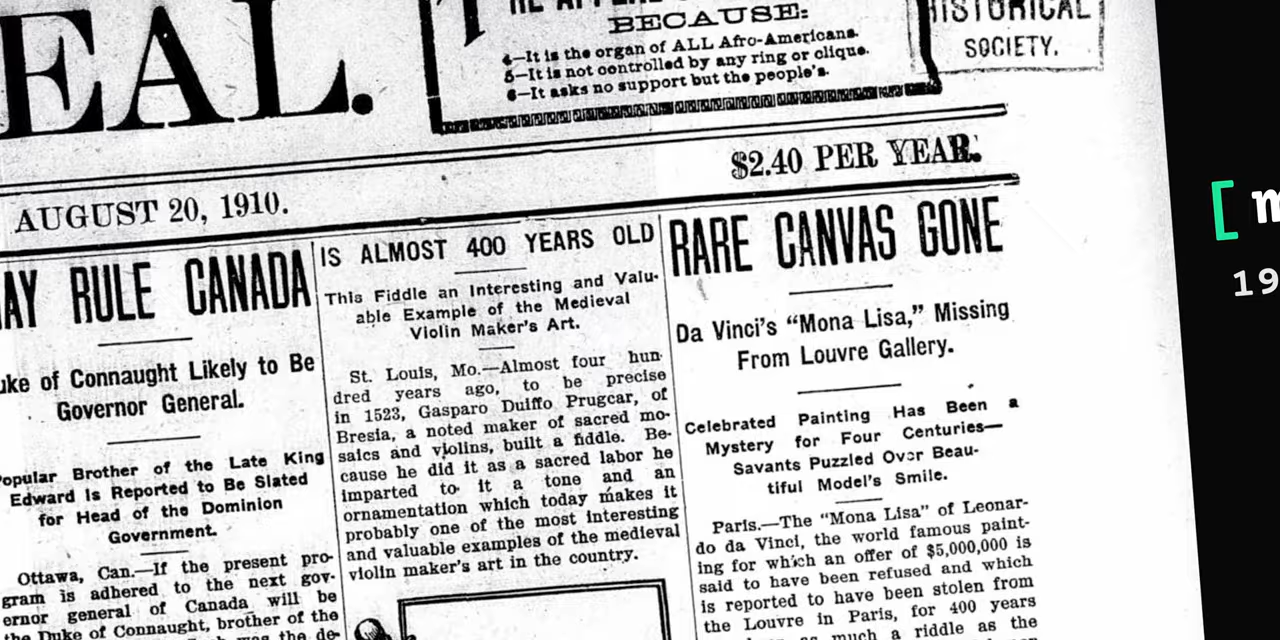 EAL.
BECAUSE:
4—It is the organ of ALL Afro-Americans.
5—It is not controlled by any ring or clique.
6—It asks no support but the people's.
HISTORICAL
SOCIETY.
$2.40 PER YEAR.
AUGUST 20, 1910.
AY RULE CANADA
uke of Connaught Likely to Be
Governor General.
opular Brother of the Late King
Edward Is Reported to Be Slated
for Head of the Dominion
Government.
Ottawa, Can.—If the present pro-
gram is adhered to the next gov-
ernor general of Canada will be
the Duke of Connaught, brother of the
IS ALMOST 400 YEARS OLD
This Fiddle an Interesting and Valu-
able Example of the Medieval
Violin Maker's Art.
St. Louis, Mo.—Almost four hun-
dred years ago, to be precise
in 1523, Gasparo Duiffo Prugcar, of
Bresia, a noted maker of sacred mo-
saics and violins, built a fiddle. Be-
cause he did it as a sacred labor he
imparted to it a tone and an
ornamentation which today makes it
probably one of the most interesting
and valuable examples of the medieval
violin maker's art in the country.
RARE CANVAS GONE
Da Vinci's "Mona Lisa," Missing
From Louvre Gallery.
Celebrated Painting Has Been a
Mystery for Four Centuries—
Savants Puzzled Over Beau-
tiful Model's Smile.
Paris.—The "Mona Lisa" of Leonar-
do da Vinci, the world famous paint-
ing for which an offer of $5,000,000 is
said to have been refused and which
is reported to have been stolen from
the Louvre in Paris, for 400 years
much a riddle as the
[m
19